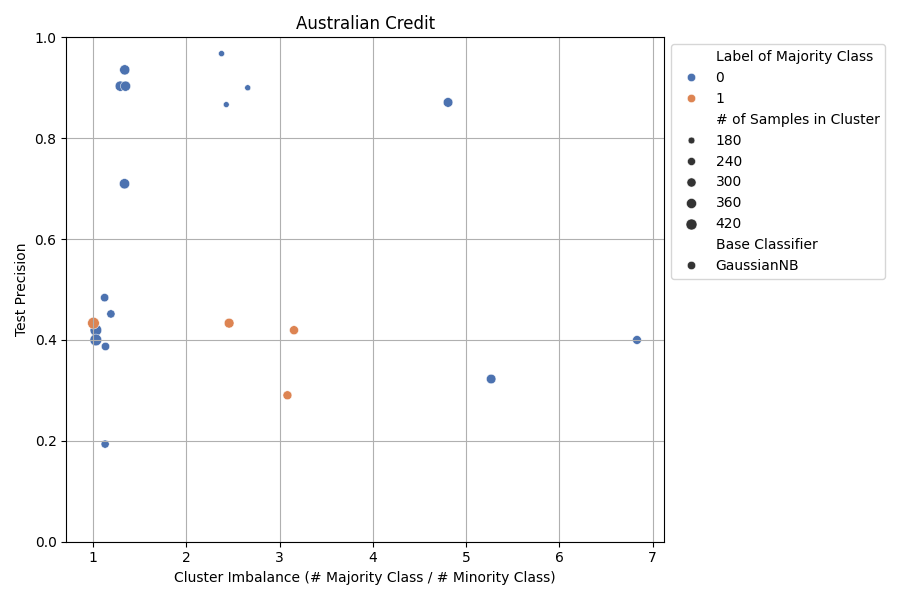 Australian Credit
1.0
0.8
0.6
0.4
0.2
0.0
Test Precision
1
2
3
4
5
6
7
Cluster Imbalance (# Majority Class / # Minority Class)
Label of Majority Class
0
1
# of Samples in Cluster
180
240
300
360
420
Base Classifier
GaussianNB